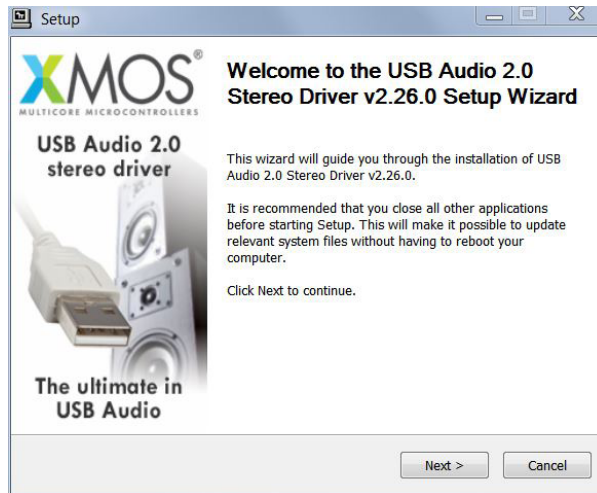 Setup
XMOS®
MULTICORE MICROCONTROLLERS
USB Audio 2.0
stereo driver
The ultimate in
USB Audio
Welcome to the USB Audio 2.0
Stereo Driver v2.26.0 Setup Wizard
This wizard will guide you through the installation of USB
Audio 2.0 Stereo Driver v2.26.0.
It is recommended that you close all other applications
before starting Setup. This will make it possible to update
relevant system files without having to reboot your
computer.
Click Next to continue.
Next >
Cancel